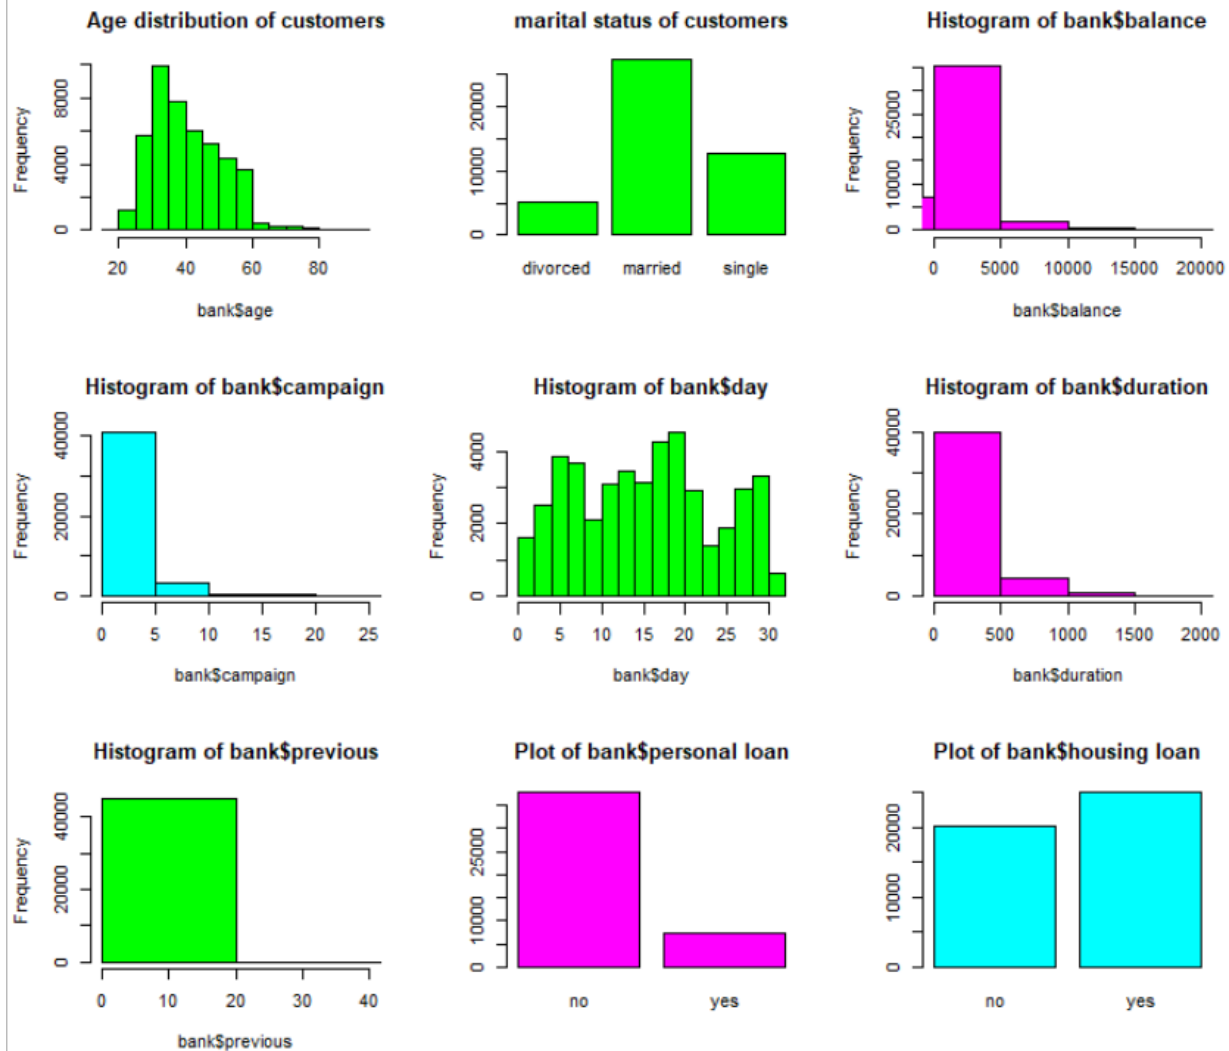 Age distribution of customers
Frequency
0 4000 8000
20 40 60 80
bank$age
marital status of customers
0 10000 20000
divorced married single
Histogram of bank$balance
Frequency
0 10000 25000
0 5000 10000 15000 20000
bank$balance
Histogram of bank$campaign
Frequency
0 20000 40000
0 5 10 15 20 25
bank$campaign
Histogram of bank$day
Frequency
0 2000 4000
0 5 10 15 20 25 30
bank$day
Histogram of bank$duration
Frequency
0 20000 40000
0 500 1000 1500 2000
bank$duration
Histogram of bank$previous
Frequency
0 20000 40000
0 10 20 30 40
bank$previous
Plot of bank$personal loan
0 10000 25000
no yes
Plot of bank$housing loan
0 10000 20000
no yes